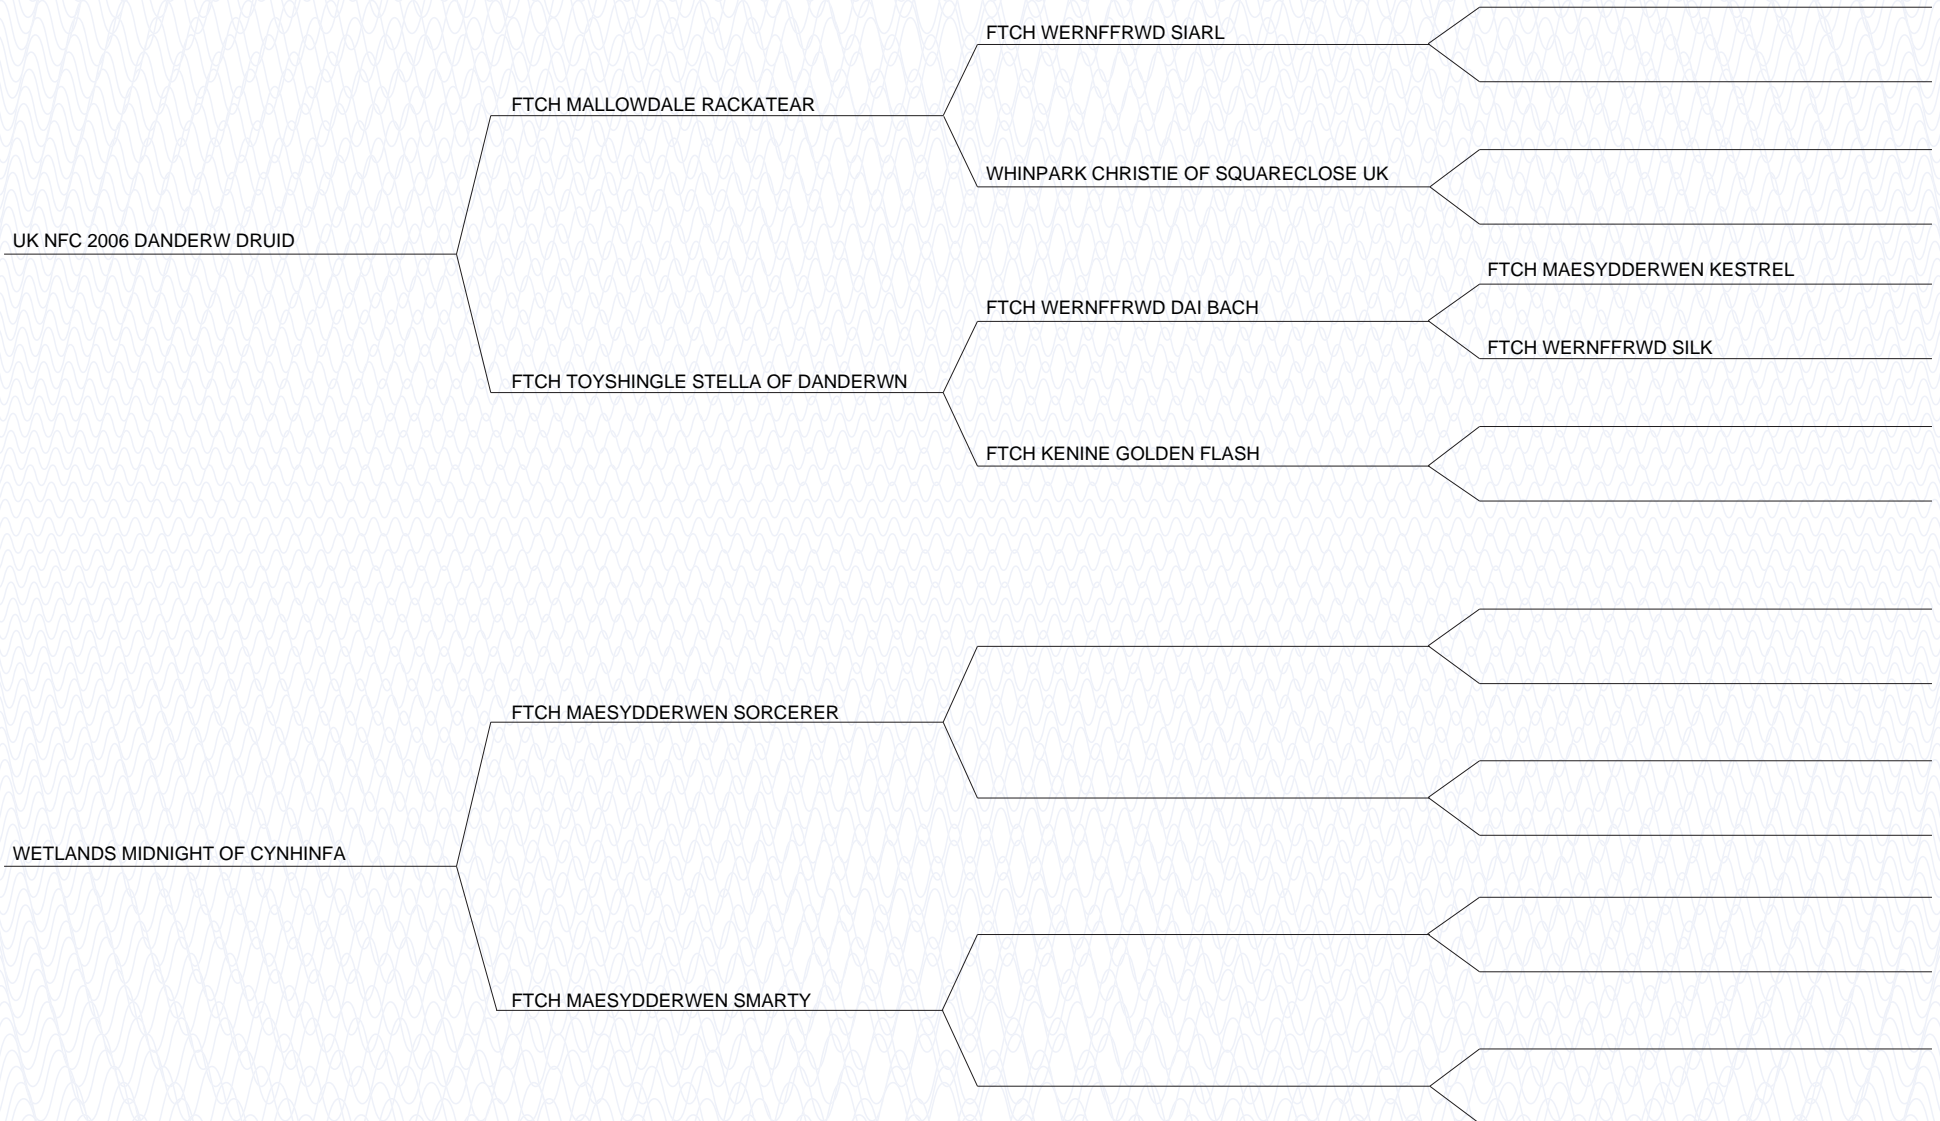 FTCH WERNFFRWD SIARL
FTCH MALLOWDALE RACKATEAR
WHINPARK CHRISTIE OF SQUARECLOSE UK
UK NFC 2006 DANDERW DRUID
FTCH MAESYDDERWEN KESTREL
FTCH WERNFFRWD DAI BACH
FTCH WERNFFRWD SILK
FTCH TOYSHINGLE STELLA OF DANDERWN
FTCH KENINE GOLDEN FLASH
FTCH MAESYDDERWEN SORCERER
WETLANDS MIDNIGHT OF CYNHINFA
FTCH MAESYDDERWEN SMARTY